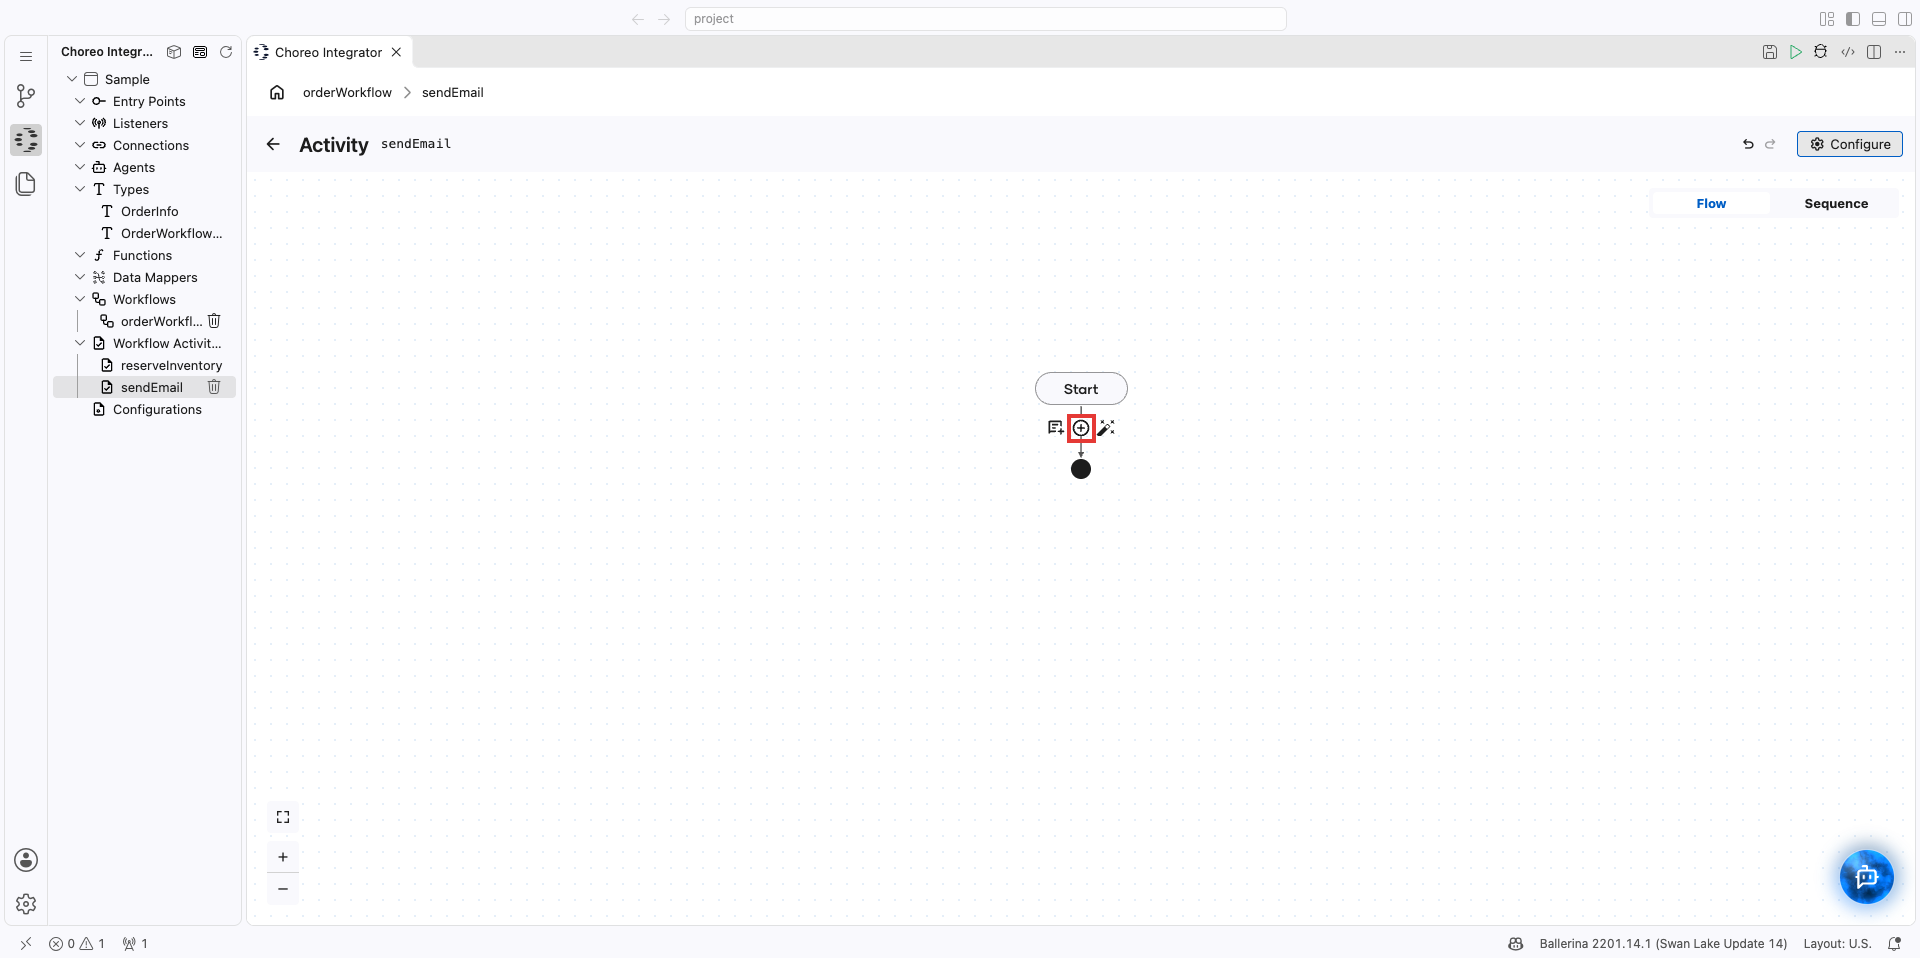 project
Choreo Integr...
Choreo Integrator
Sample
Entry Points
Listeners
Connections
Agents
Types
OrderInfo
OrderWorkflow...
Functions
Data Mappers
Workflows
orderWorkfl...
Workflow Activit...
reserveInventory
sendEmail
Configurations
orderWorkflow
sendEmail
Activity sendEmail
Configure
Flow Sequence
Start
0 1 1
Ballerina 2201.14.1 (Swan Lake Update 14) Layout: U.S.